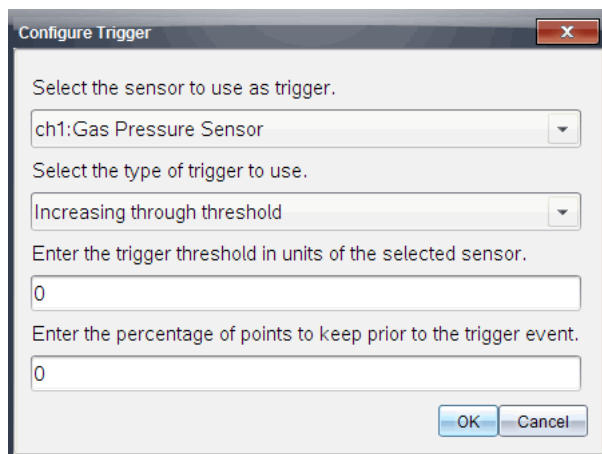 Configure Trigger
Select the sensor to use as trigger.
ch1:Gas Pressure Sensor
Select the type of trigger to use.
Increasing through threshold
Enter the trigger threshold in units of the selected sensor.
0
Enter the percentage of points to keep prior to the trigger event.
0
OK Cancel